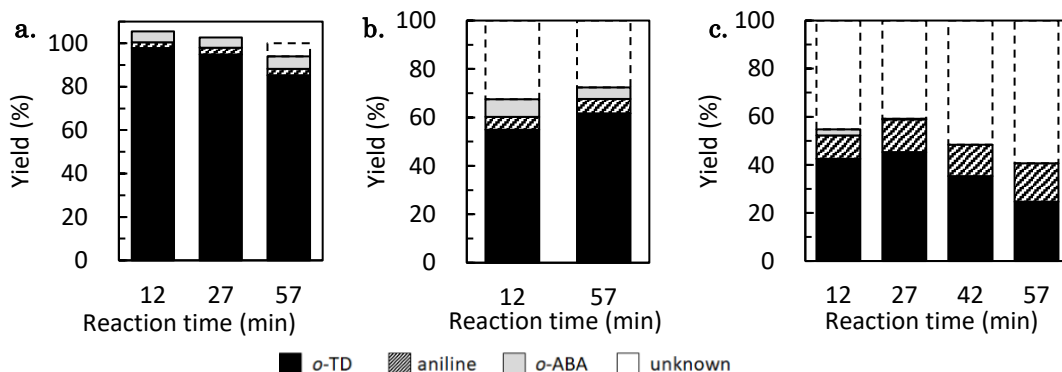 a.
Yield (%)
100
80
60
40
20
0
12 27 57
Reaction time (min)
b.
Yield (%)
100
80
60
40
20
0
12 57
Reaction time (min)
c.
Yield (%)
100
80
60
40
20
0
12 27 42 57
Reaction time (min)
o-TD aniline o-ABA unknown